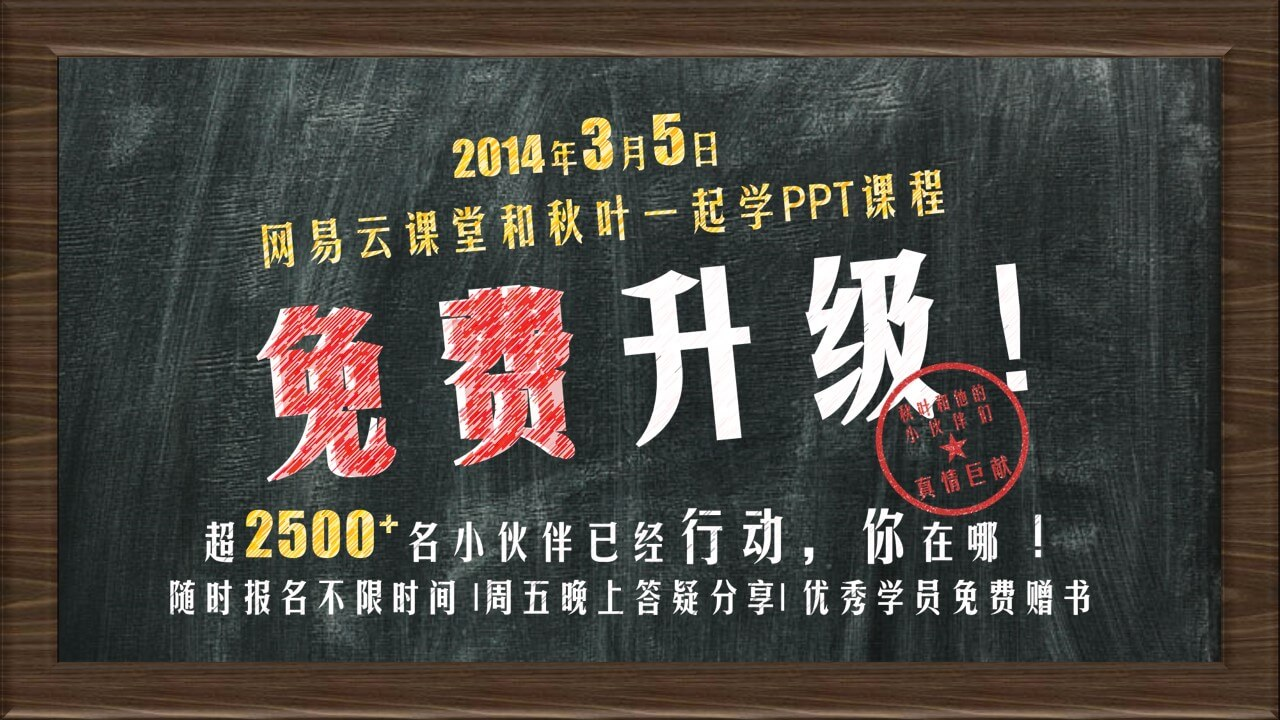 2014年3月5日
网易云课堂和秋叶一起学PPT课程
免费升级！
秋叶和他的
小伙伴们
真情巨献
超2500+名小伙伴已经行动，你在哪！
随时报名不限时间|周五晚上答疑分享|优秀学员免费赠书